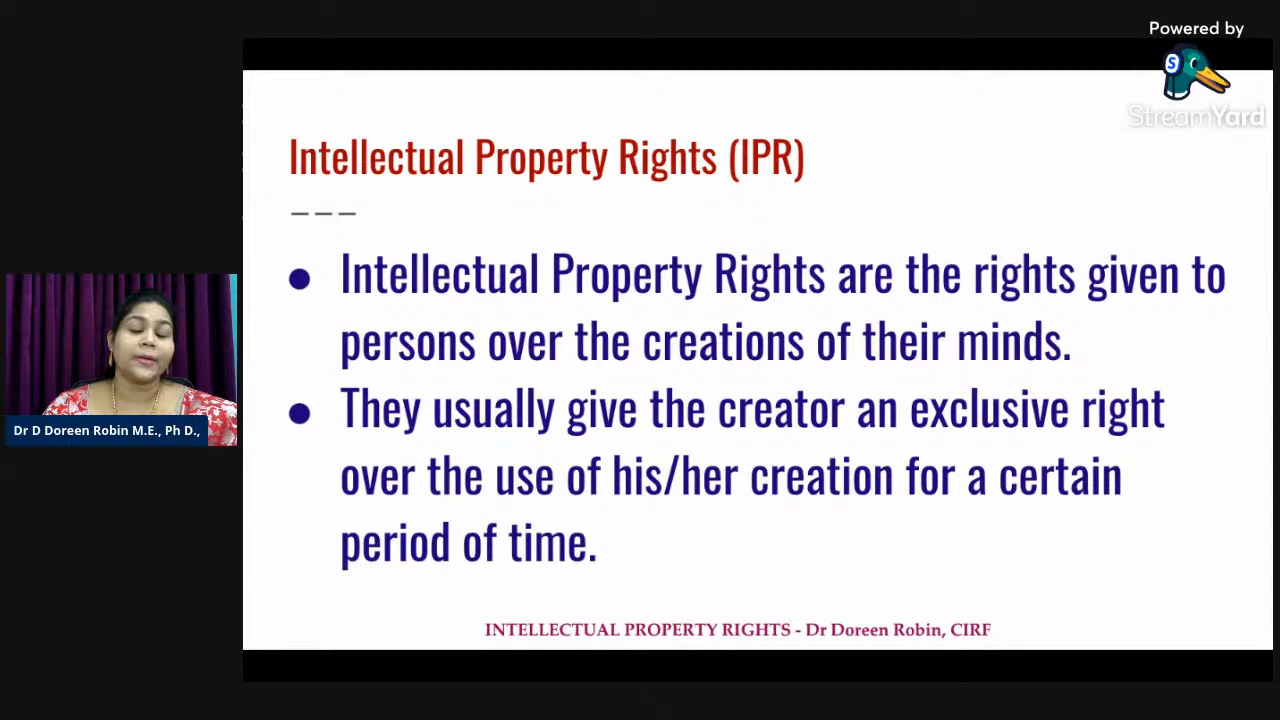 Powered by
StreamYard
Intellectual Property Rights (IPR)
● Intellectual Property Rights are the rights given to
persons over the creations of their minds.
● They usually give the creator an exclusive right
over the use of his/her creation for a certain
period of time.
Dr D Doreen Robin M.E., Ph D.,
INTELLECTUAL PROPERTY RIGHTS - Dr Doreen Robin, CIRF